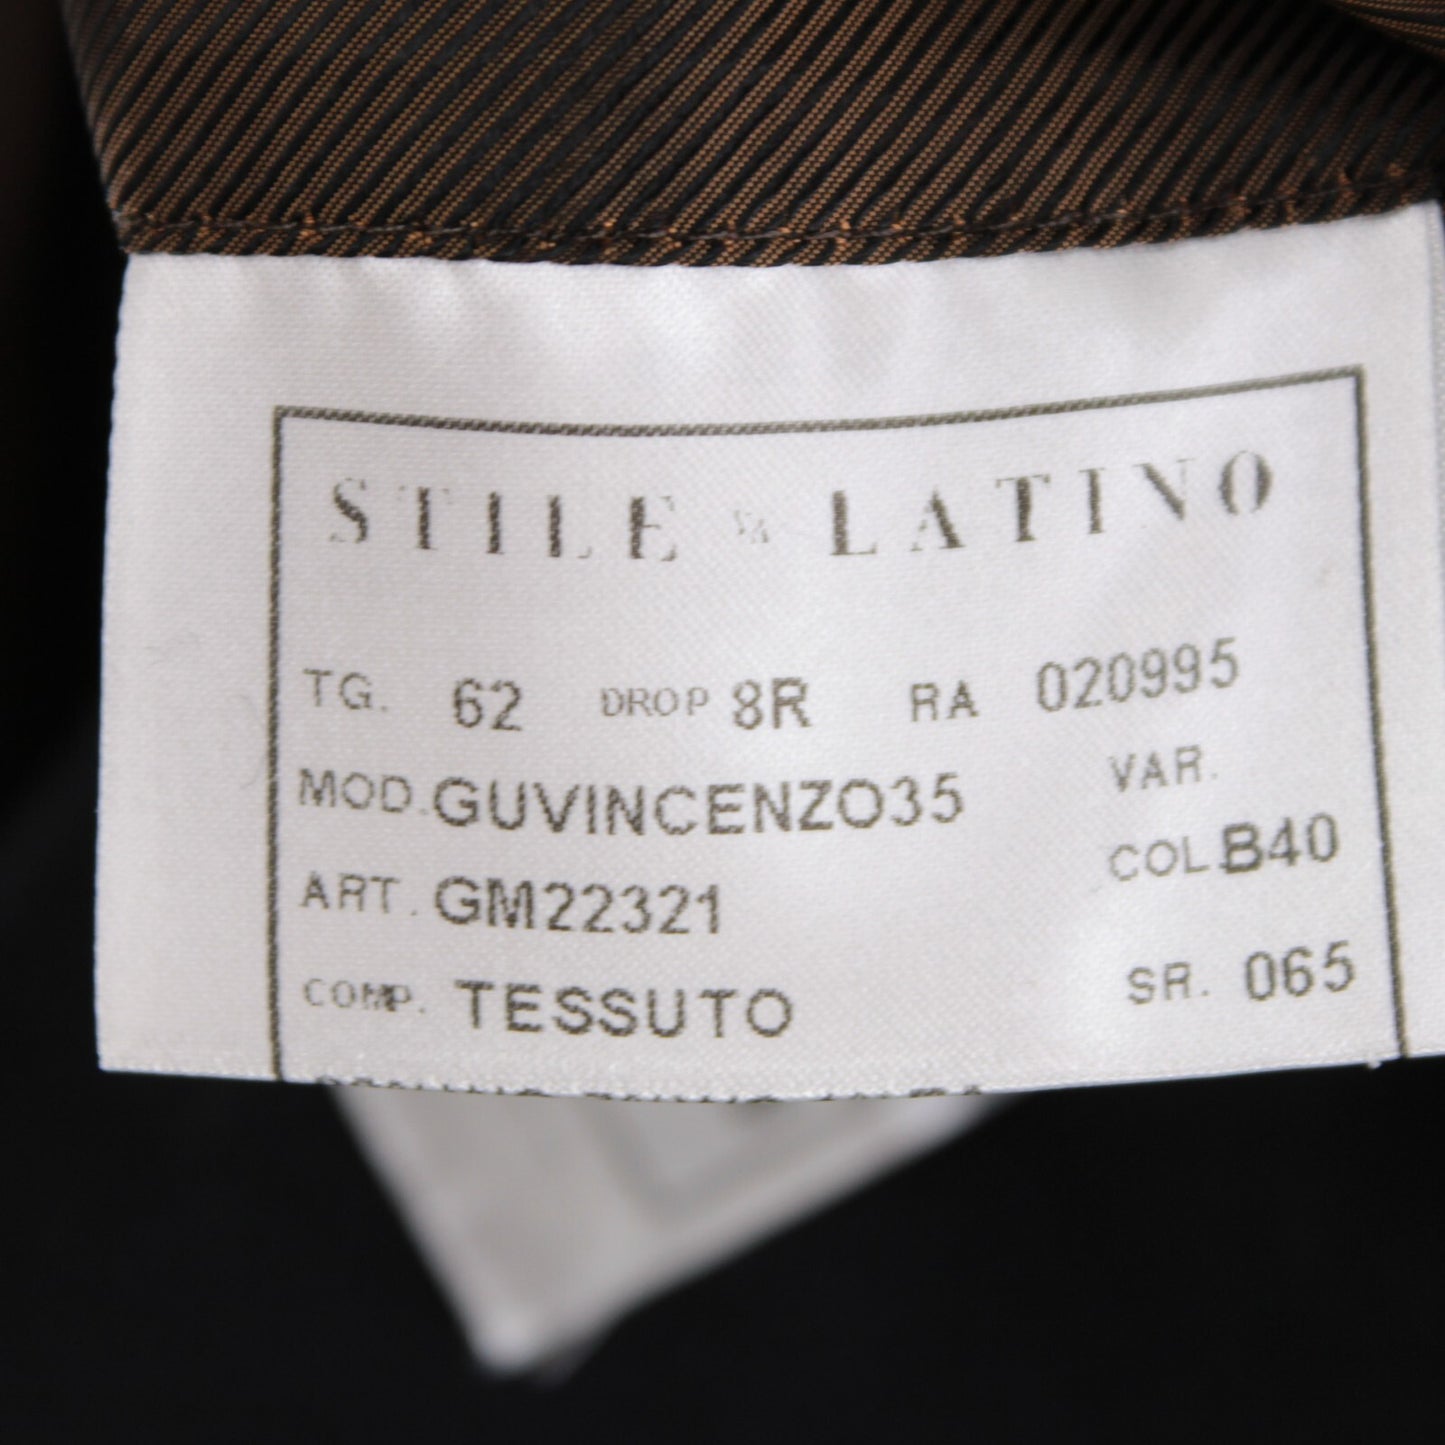 STILE LATINO
TG. 62 DROP 8R RA 020995
MOD. GUVINCENZO35 VAR.
ART. GM22321 COL B40
COMP. TESSUTO SR. 065